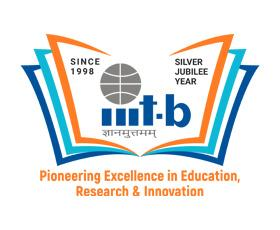 SINCE
1998
SILVER
JUBILEE
YEAR
iiit-b
ज्ञानमुत्तमम्
Pioneering Excellence in Education,
Research & Innovation